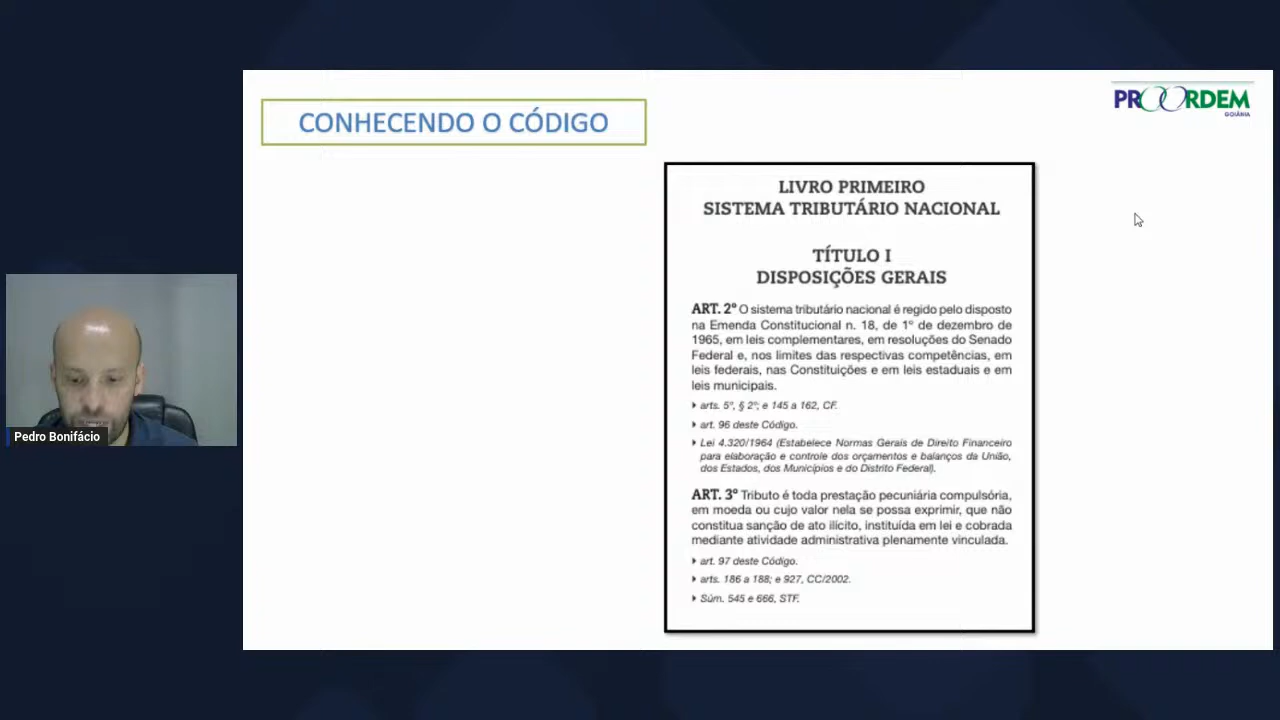 CONHECENDO O CÓDIGO
PROORDEM
GOIÂNIA
LIVRO PRIMEIRO
SISTEMA TRIBUTÁRIO NACIONAL
TÍTULO I
DISPOSIÇÕES GERAIS
ART. 2º O sistema tributário nacional é regido pelo disposto
na Emenda Constitucional n. 18, de 1º de dezembro de
1965, em leis complementares, em resoluções do Senado
Federal e, nos limites das respectivas competências, em
leis federais, nas Constituições e em leis estaduais e em
leis municipais.
arts. 5º, § 2º; e 145 a 162, CF.
art. 96 deste Código.
Lei 4.320/1964 (Estabelece Normas Gerais de Direito Financeiro
para elaboração e controle dos orçamentos e balanços da União,
dos Estados, dos Municípios e do Distrito Federal).
ART. 3º Tributo é toda prestação pecuniária compulsória,
em moeda ou cujo valor nela se possa exprimir, que não
constitua sanção de ato ilícito, instituída em lei e cobrada
mediante atividade administrativa plenamente vinculada.
art. 97 deste Código.
arts. 186 a 188; e 927, CC/2002.
Súm. 545 e 666, STF.
Pedro Bonifácio